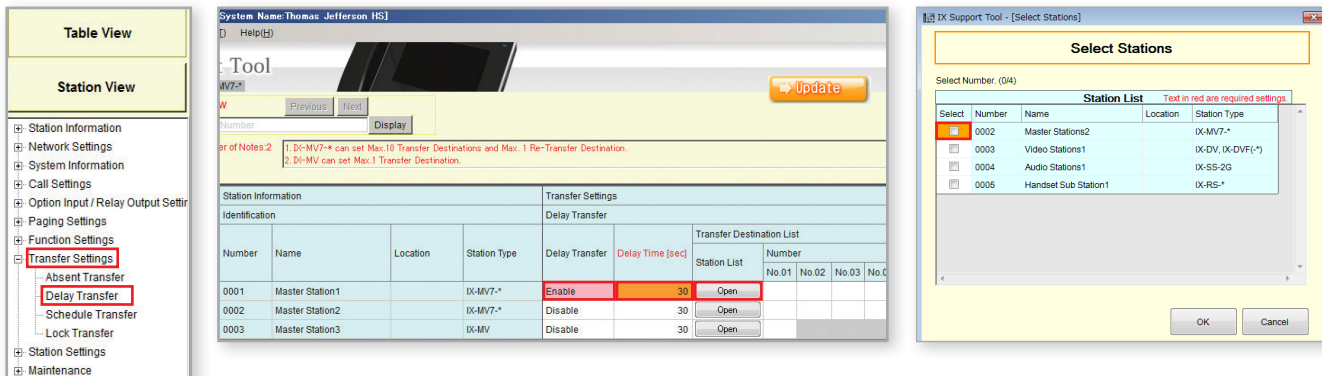 Table View
Station View
Station Information
Network Settings
System Information
Call Settings
Option Input / Relay Output Settin
Paging Settings
Function Settings
Transfer Settings
Absent Transfer
Delay Transfer
Schedule Transfer
Lock Transfer
Station Settings
Maintenance
System Name:Thomas Jefferson HS]
Help(H)
t Tool
MV7-*
Update
Previous Next
Number Display
er of Notes:2
1. IX-MV7-* can set Max.10 Transfer Destinations and Max. 1 Re-Transfer Destination.
2. IX-MV can set Max.1 Transfer Destination.
Station Information Transfer Settings
Identification Delay Transfer
Transfer Destination List
Number Name Location Station Type Delay Transfer Delay Time [sec] Station List Number
No.01 No.02 No.03 No.0
0001 Master Station1 IX-MV7-* Enable 30 Open
0002 Master Station2 IX-MV7-* Disable 30 Open
0003 Master Station3 IX-MV Disable 30 Open
IX Support Tool - [Select Stations]
Select Stations
Select Number. (0/4)
Station List Text in red are required settings.
Select Number Name Location Station Type
0002 Master Stations2 IX-MV7-*
0003 Video Stations1 IX-DV, IX-DVF(-*)
0004 Audio Stations1 IX-SS-2G
0005 Handset Sub Station1 IX-RS-*
OK Cancel